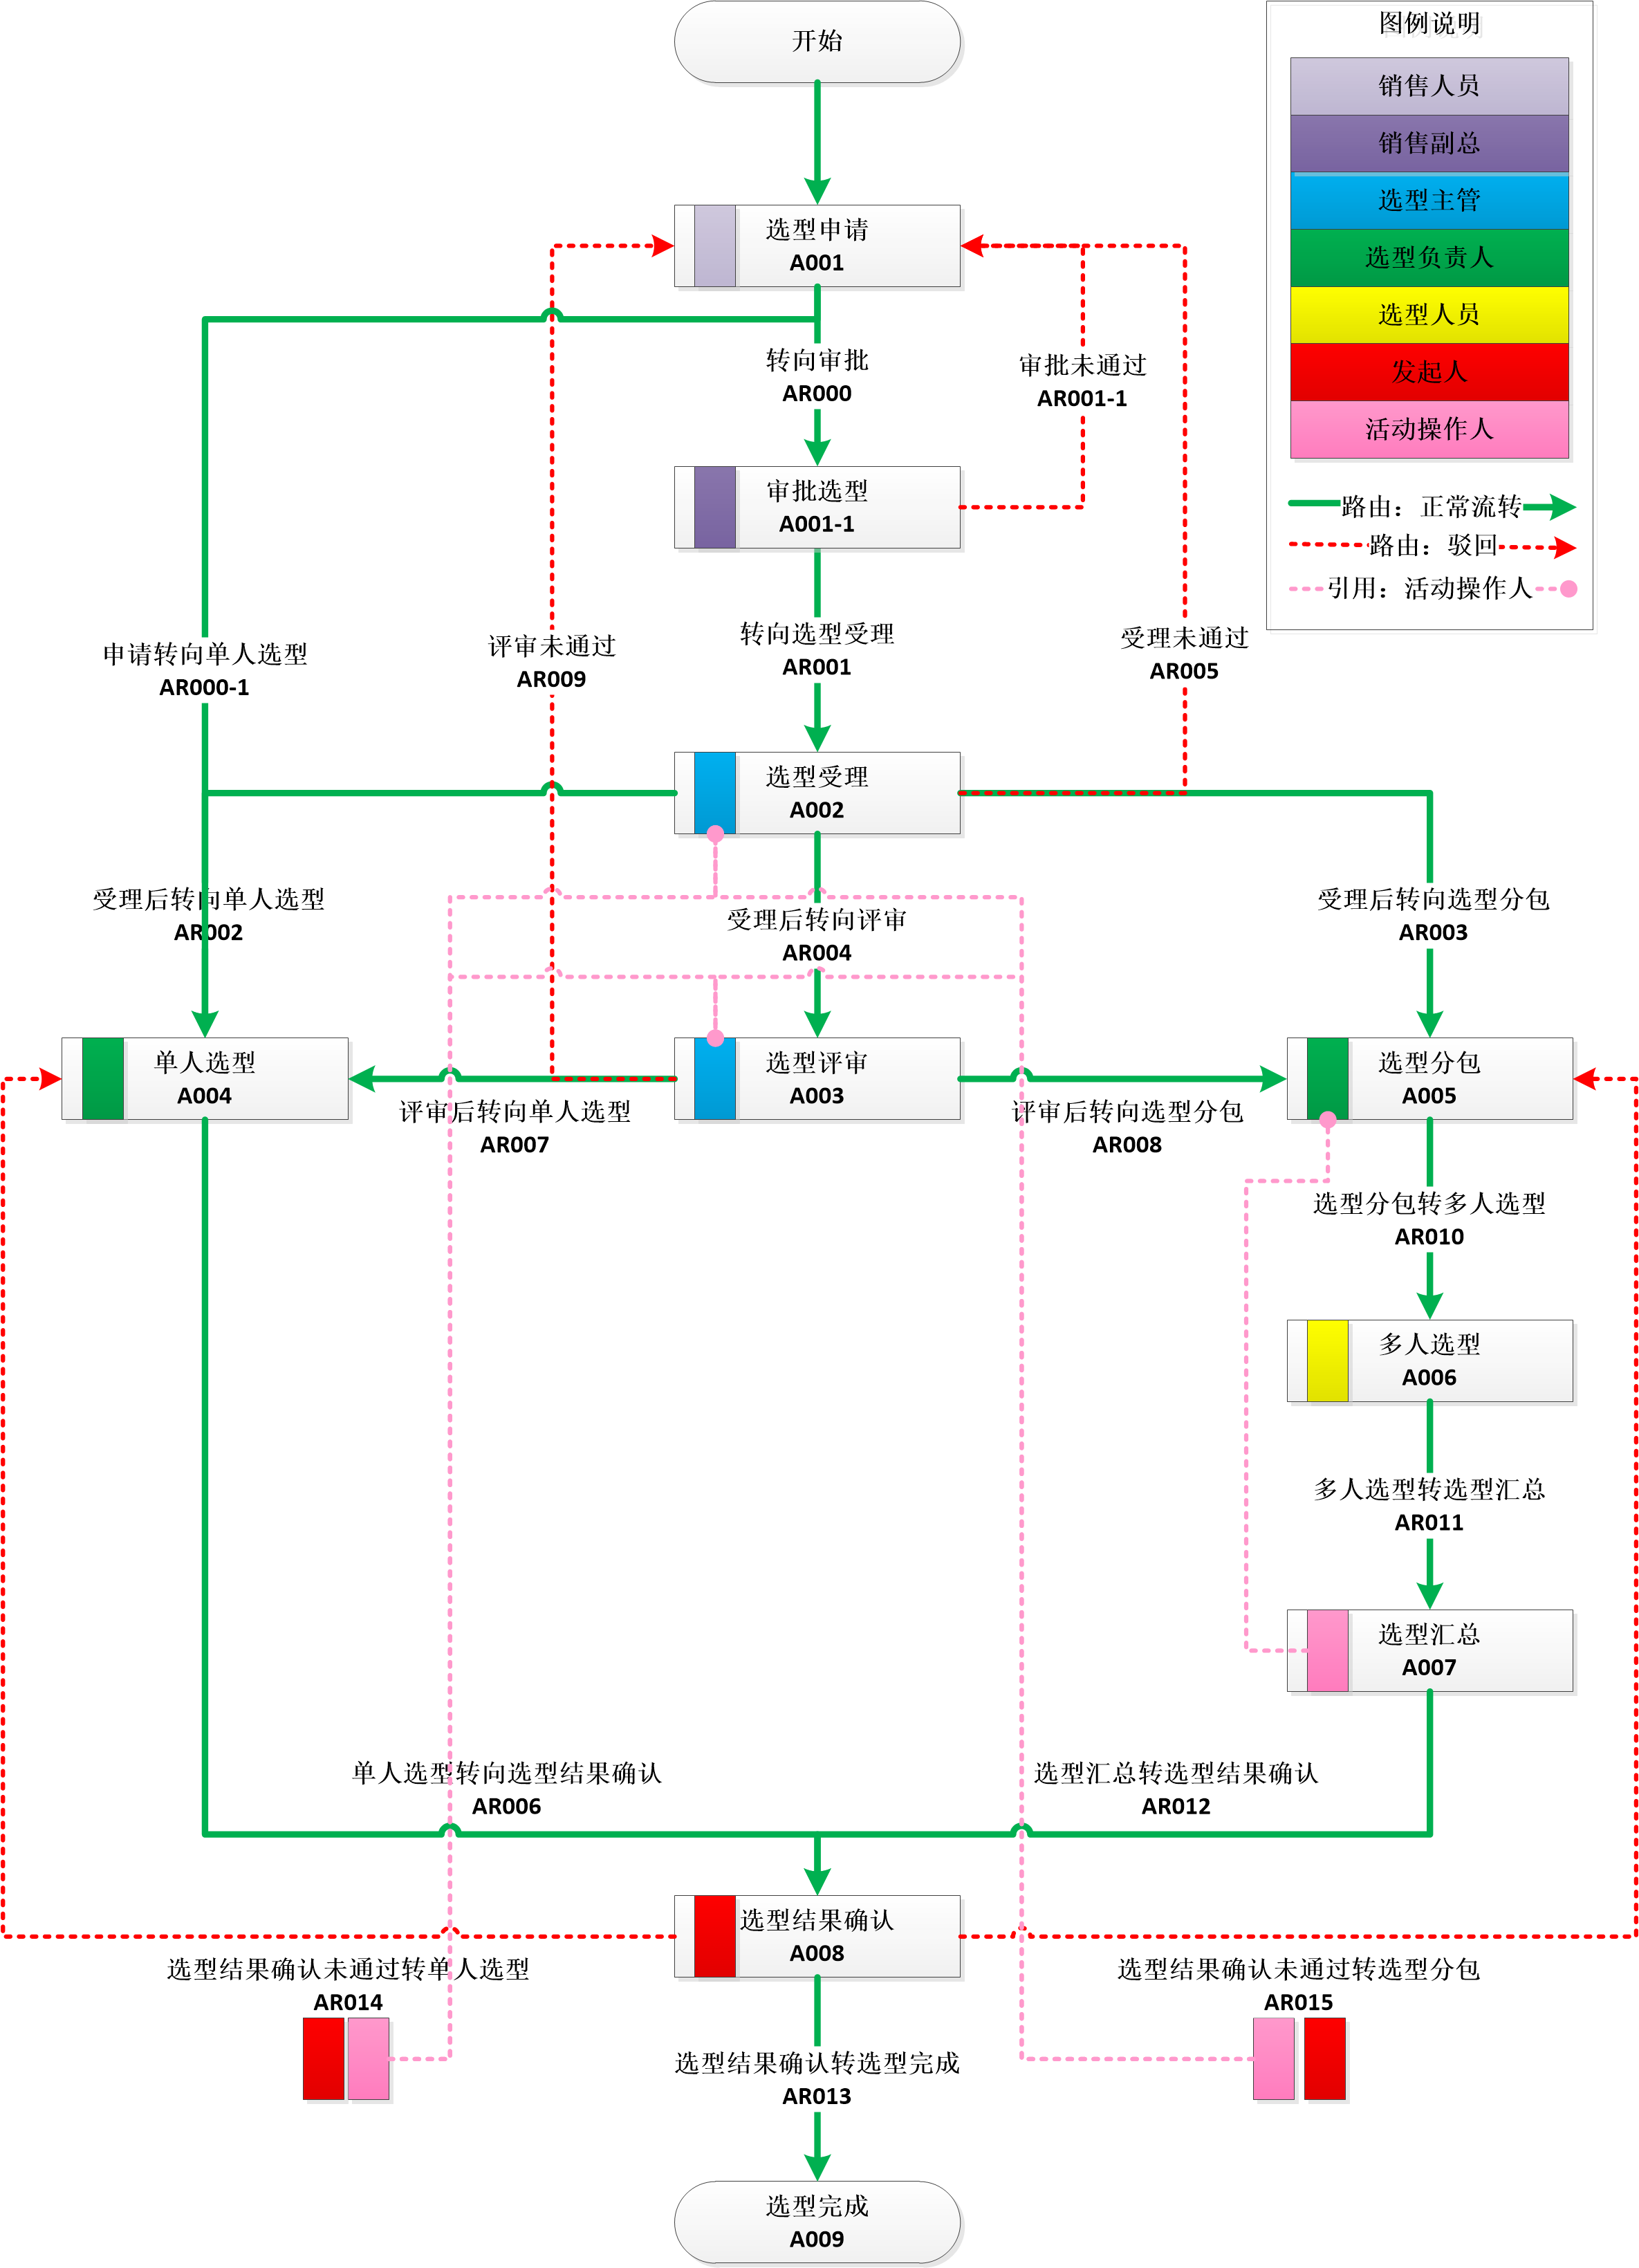 开始
图例说明
销售人员
销售副总
选型主管
选型负责人
选型人员
发起人
活动操作人
路由：正常流转
路由：驳回
引用：活动操作人
选型申请
A001
转向审批
AR000
审批未通过
AR001-1
审批选型
A001-1
申请转向单人选型
AR000-1
评审未通过
AR009
转向选型受理
AR001
受理未通过
AR005
选型受理
A002
受理后转向单人选型
AR002
受理后转向评审
AR004
受理后转向选型分包
AR003
单人选型
A004
选型评审
A003
选型分包
A005
评审后转向单人选型
AR007
评审后转向选型分包
AR008
选型分包转多人选型
AR010
多人选型
A006
多人选型转选型汇总
AR011
选型汇总
A007
单人选型转向选型结果确认
AR006
选型汇总转选型结果确认
AR012
选型结果确认
A008
选型结果确认未通过转单人选型
AR014
选型结果确认未通过转选型分包
AR015
选型结果确认转选型完成
AR013
选型完成
A009